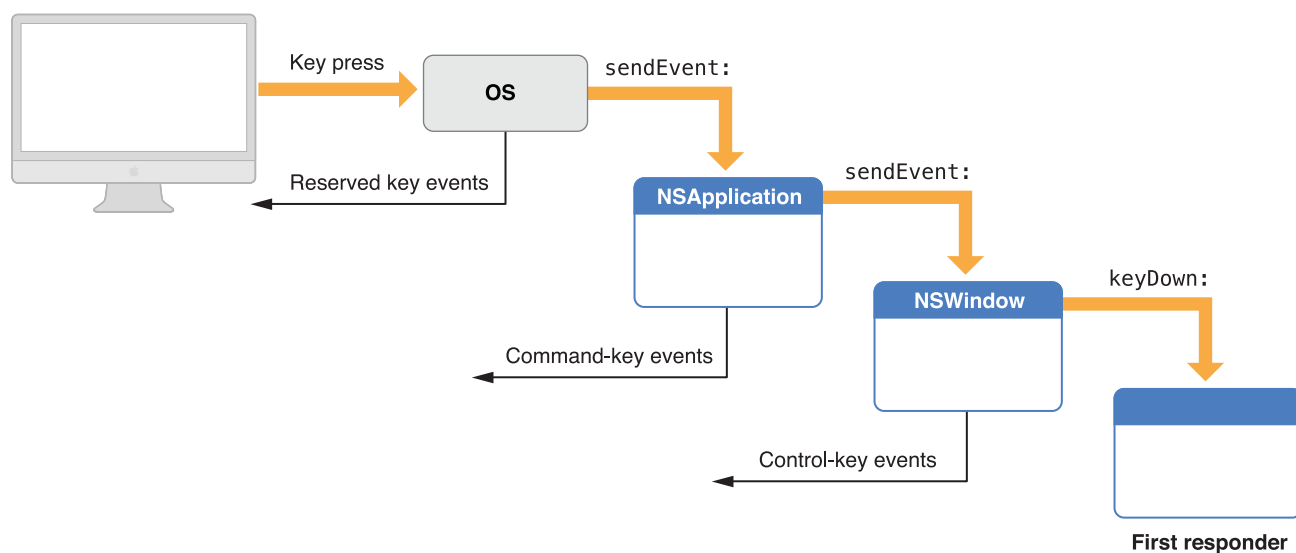 Key press
OS
sendEvent:
Reserved key events
NSApplication
sendEvent:
Command-key events
NSWindow
keyDown:
Control-key events
First responder